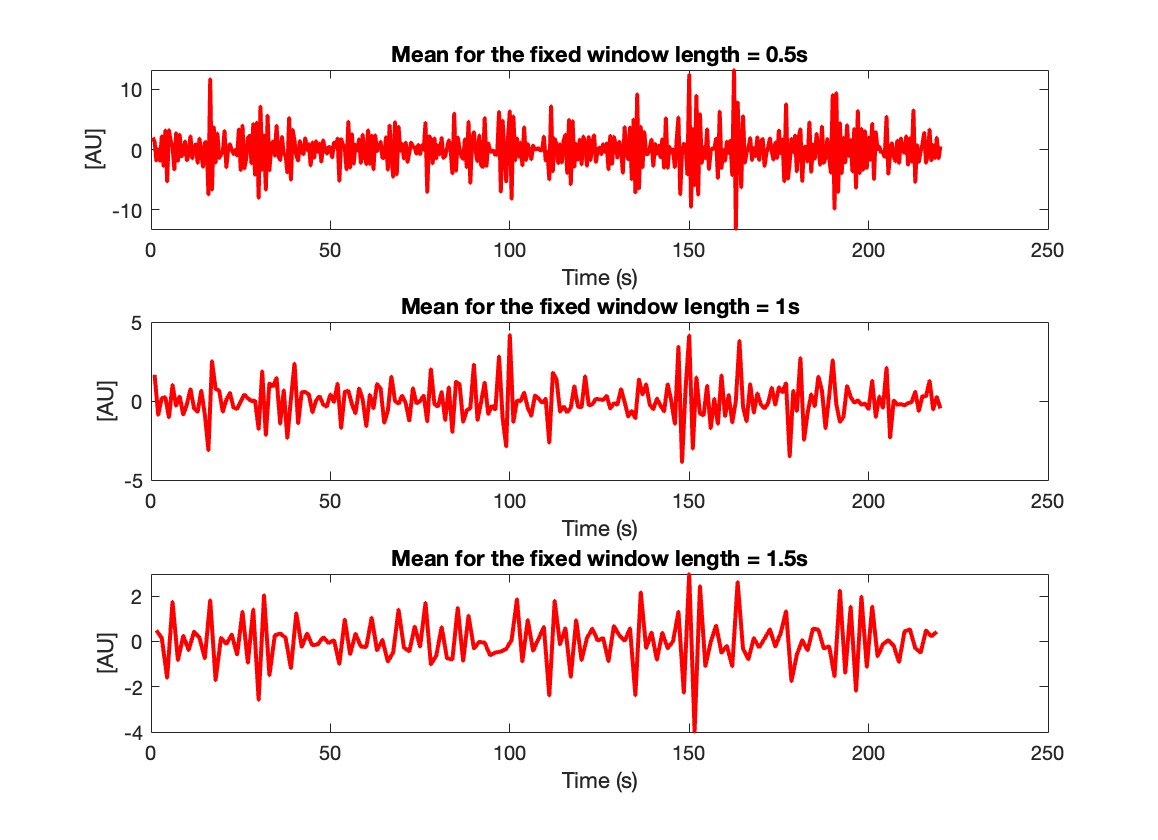 Mean for the fixed window length = 0.5s
10
0
-10
[AU]
0 50 100 150 200 250
Time (s)
Mean for the fixed window length = 1s
5
0
-5
[AU]
0 50 100 150 200 250
Time (s)
Mean for the fixed window length = 1.5s
2
0
-2
-4
[AU]
0 50 100 150 200 250
Time (s)